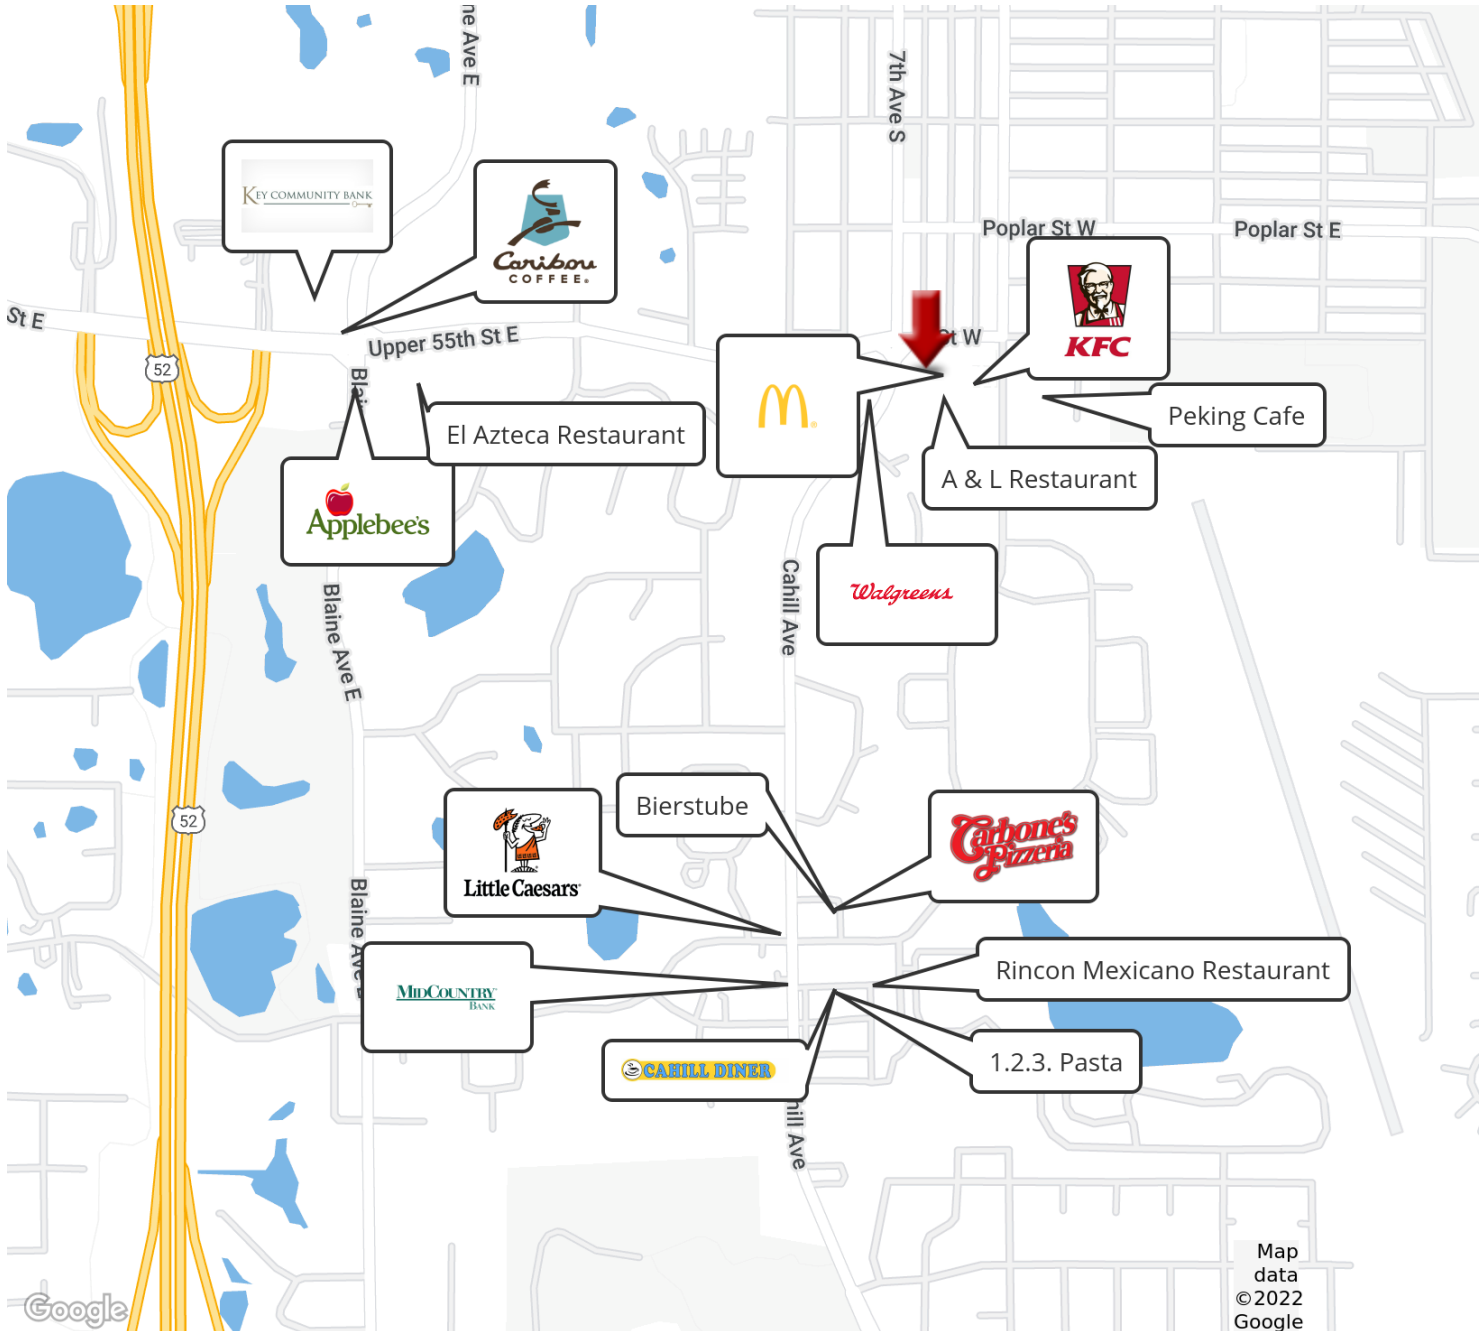 ne Ave E
7th Ave S
KEY COMMUNITY BANK
Caribou
COFFEE®
Poplar St W
Poplar St E
St E
Upper 55th St E
St W
KFC
52
Blai
El Azteca Restaurant
Peking Cafe
A & L Restaurant
Applebee's
Walgreens
Cahill Ave
Blaine Ave E
52
Bierstube
Carbone's
Pizzeria
Little Caesars
Blaine Ave E
MIDCOUNTRY
BANK
Rincon Mexicano Restaurant
CAHILL DINER
1.2.3. Pasta
hill Ave
Map
data
©2022
Google
Google